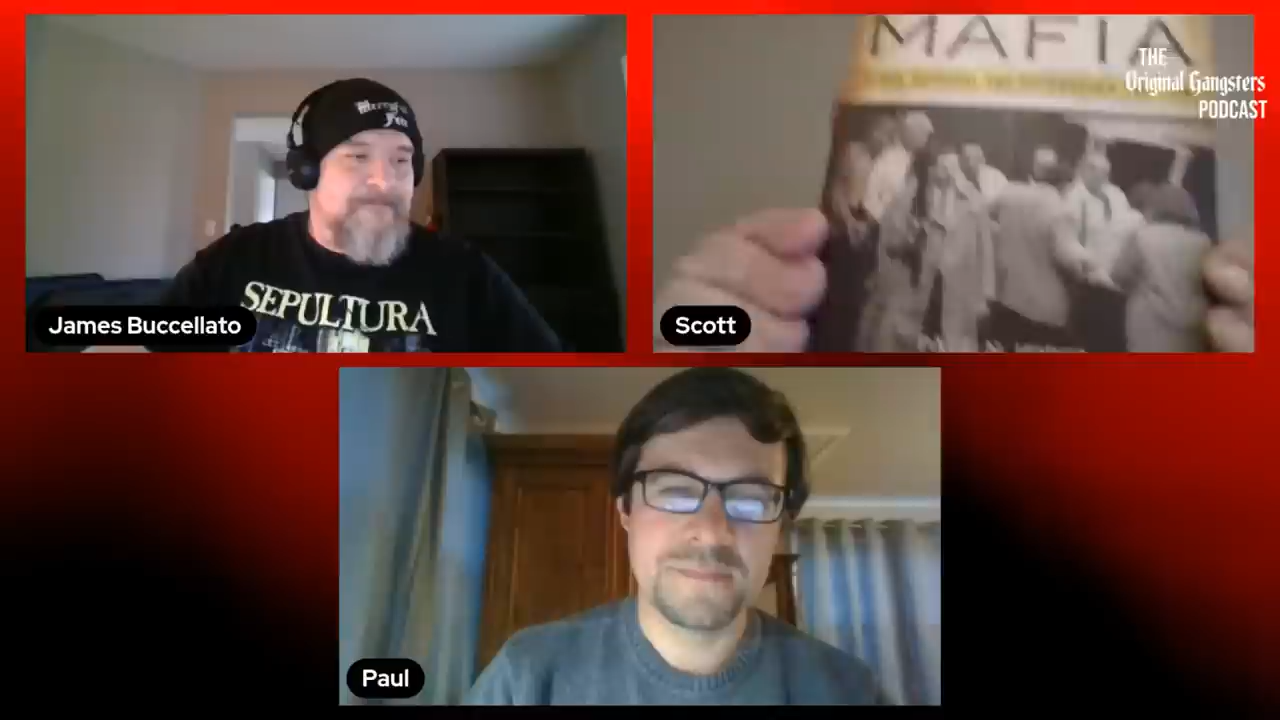 MAFIA
THE
Original Gangsters
PODCAST
SEPULTURA
James Buccellato
Scott
Paul